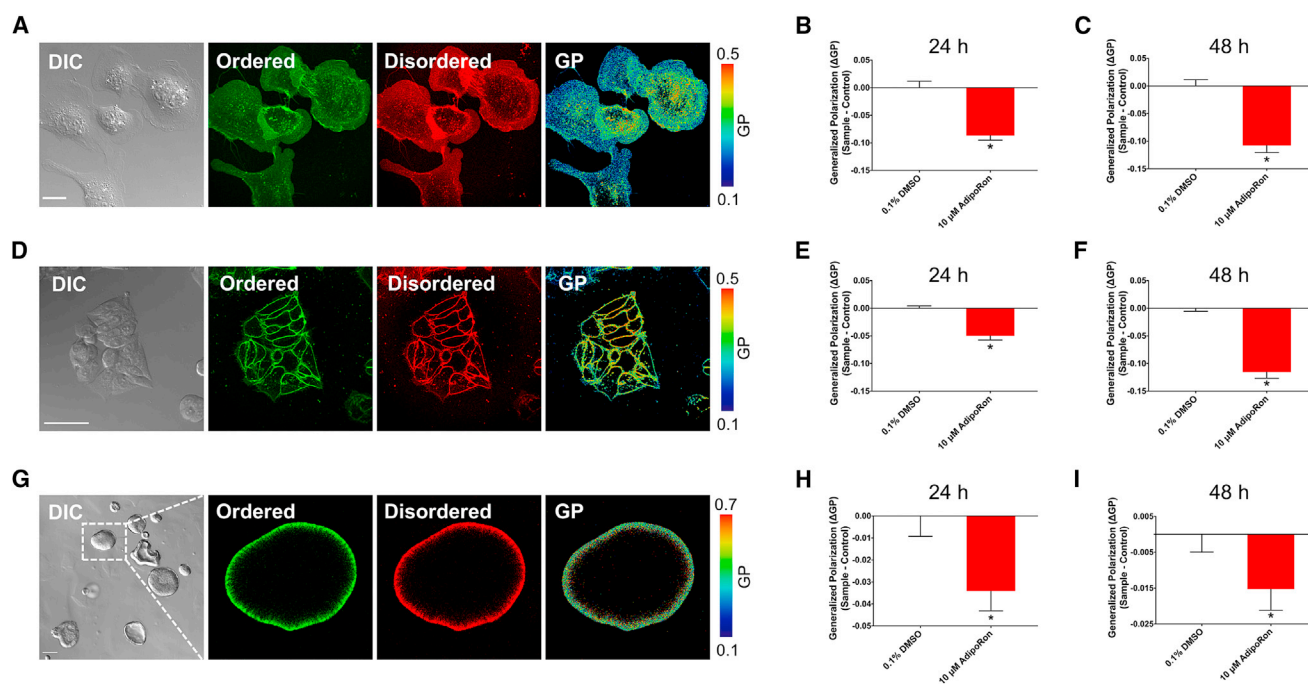 A
DIC
Ordered
Disordered
GP
0.5
GP
0.1
B
24 h
Generalized Polarization (ΔGP)
(Sample - Control)
0.05
0.00
-0.05
-0.10
-0.15
*
0.1% DMSO
10 µM AdipoRon
C
48 h
Generalized Polarization (ΔGP)
(Sample - Control)
0.05
0.00
-0.05
-0.10
-0.15
*
0.1% DMSO
10 µM AdipoRon
D
DIC
Ordered
Disordered
GP
0.5
GP
0.1
E
24 h
Generalized Polarization (ΔGP)
(Sample - Control)
0.05
0.00
-0.05
-0.10
-0.15
*
0.1% DMSO
10 µM AdipoRon
F
48 h
Generalized Polarization (ΔGP)
(Sample - Control)
0.05
0.00
-0.05
-0.10
-0.15
*
0.1% DMSO
10 µM AdipoRon
G
DIC
Ordered
Disordered
GP
0.7
GP
0.1
H
24 h
Generalized Polarization (ΔGP)
(Sample - Control)
0.00
-0.01
-0.02
-0.03
-0.04
-0.05
*
0.1% DMSO
10 µM AdipoRon
I
48 h
Generalized Polarization (ΔGP)
(Sample - Control)
0.005
-0.005
-0.015
-0.025
*
0.1% DMSO
10 µM AdipoRon